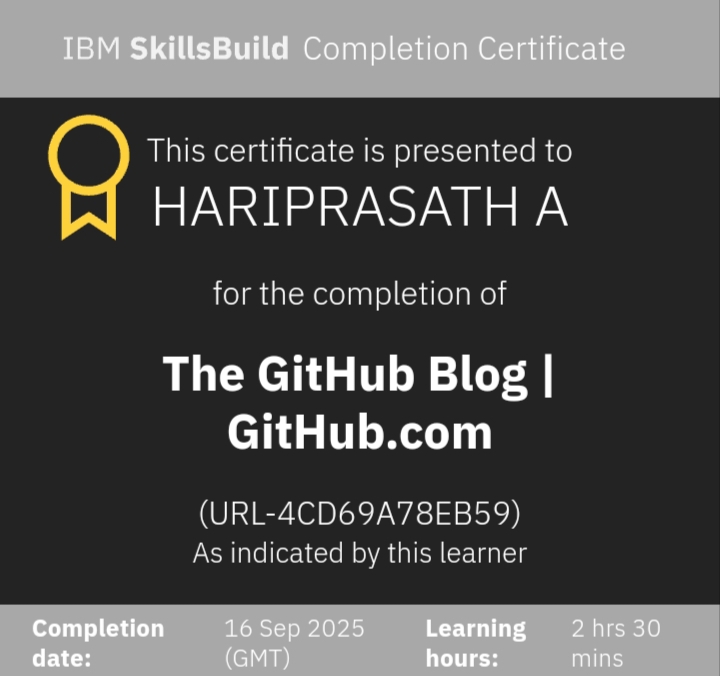 IBM SkillsBuild Completion Certificate
This certificate is presented to
HARIPRASATH A
for the completion of
The GitHub Blog |
GitHub.com
(URL-4CD69A78EB59)
As indicated by this learner
Completion date: 16 Sep 2025 (GMT)
Learning hours: 2 hrs 30 mins